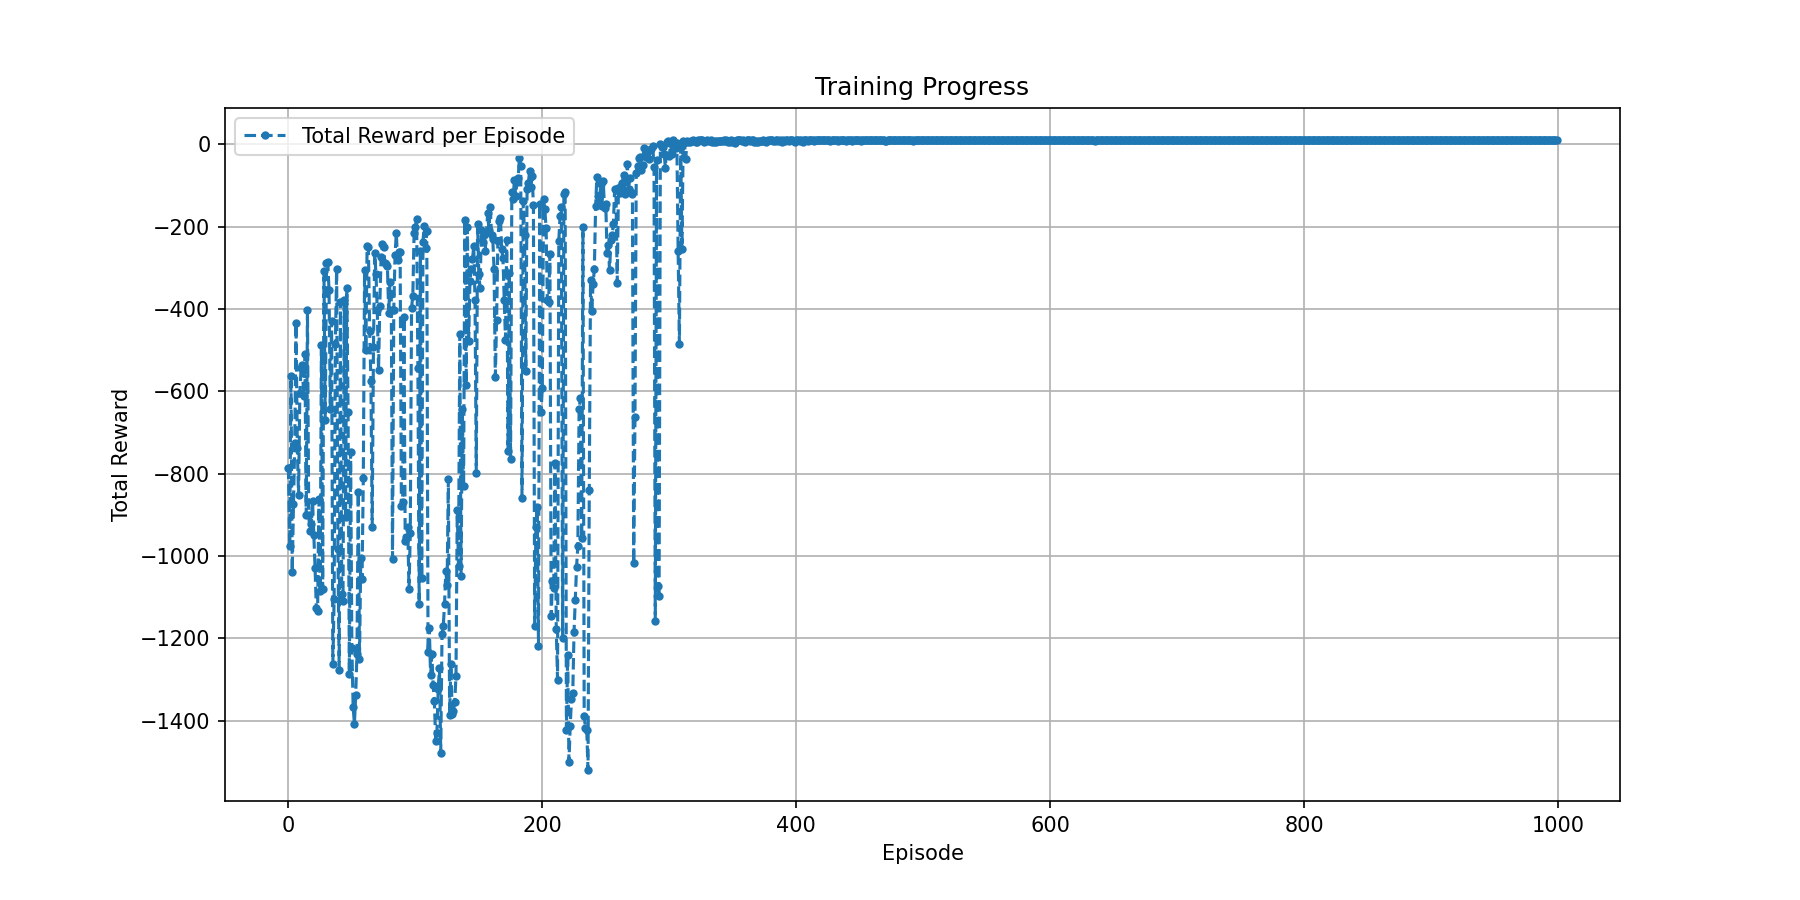 Training Progress
Total Reward per Episode
0
−200
−400
−600
−800
−1000
−1200
−1400
Total Reward
0 200 400 600 800 1000
Episode